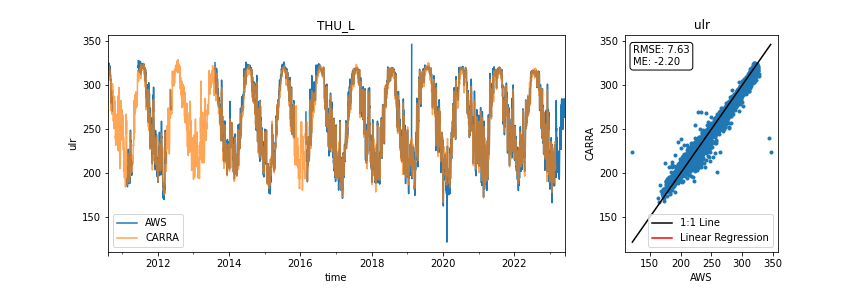 THU_L
350
300
250
200
150
ulr
AWS
CARRA
2012
2014
2016
2018
2020
2022
time
ulr
RMSE: 7.63
ME: -2.20
350
300
250
200
150
CARRA
1:1 Line
Linear Regression
150
200
250
300
350
AWS